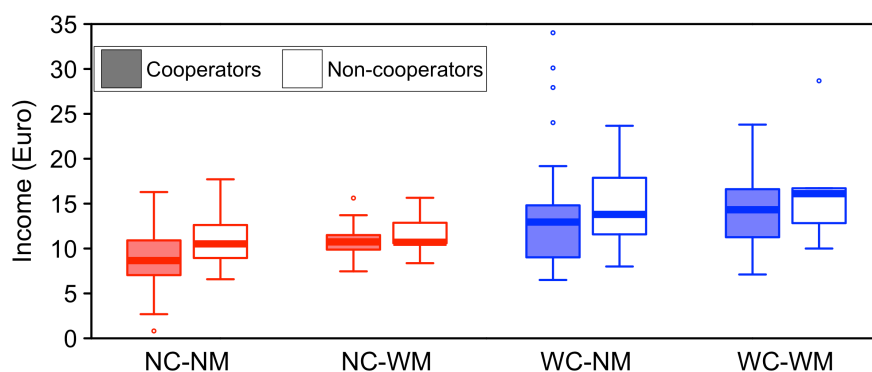 35
30
25
20
15
10
5
0
Income (Euro)
Cooperators
Non-cooperators
NC-NM
NC-WM
WC-NM
WC-WM